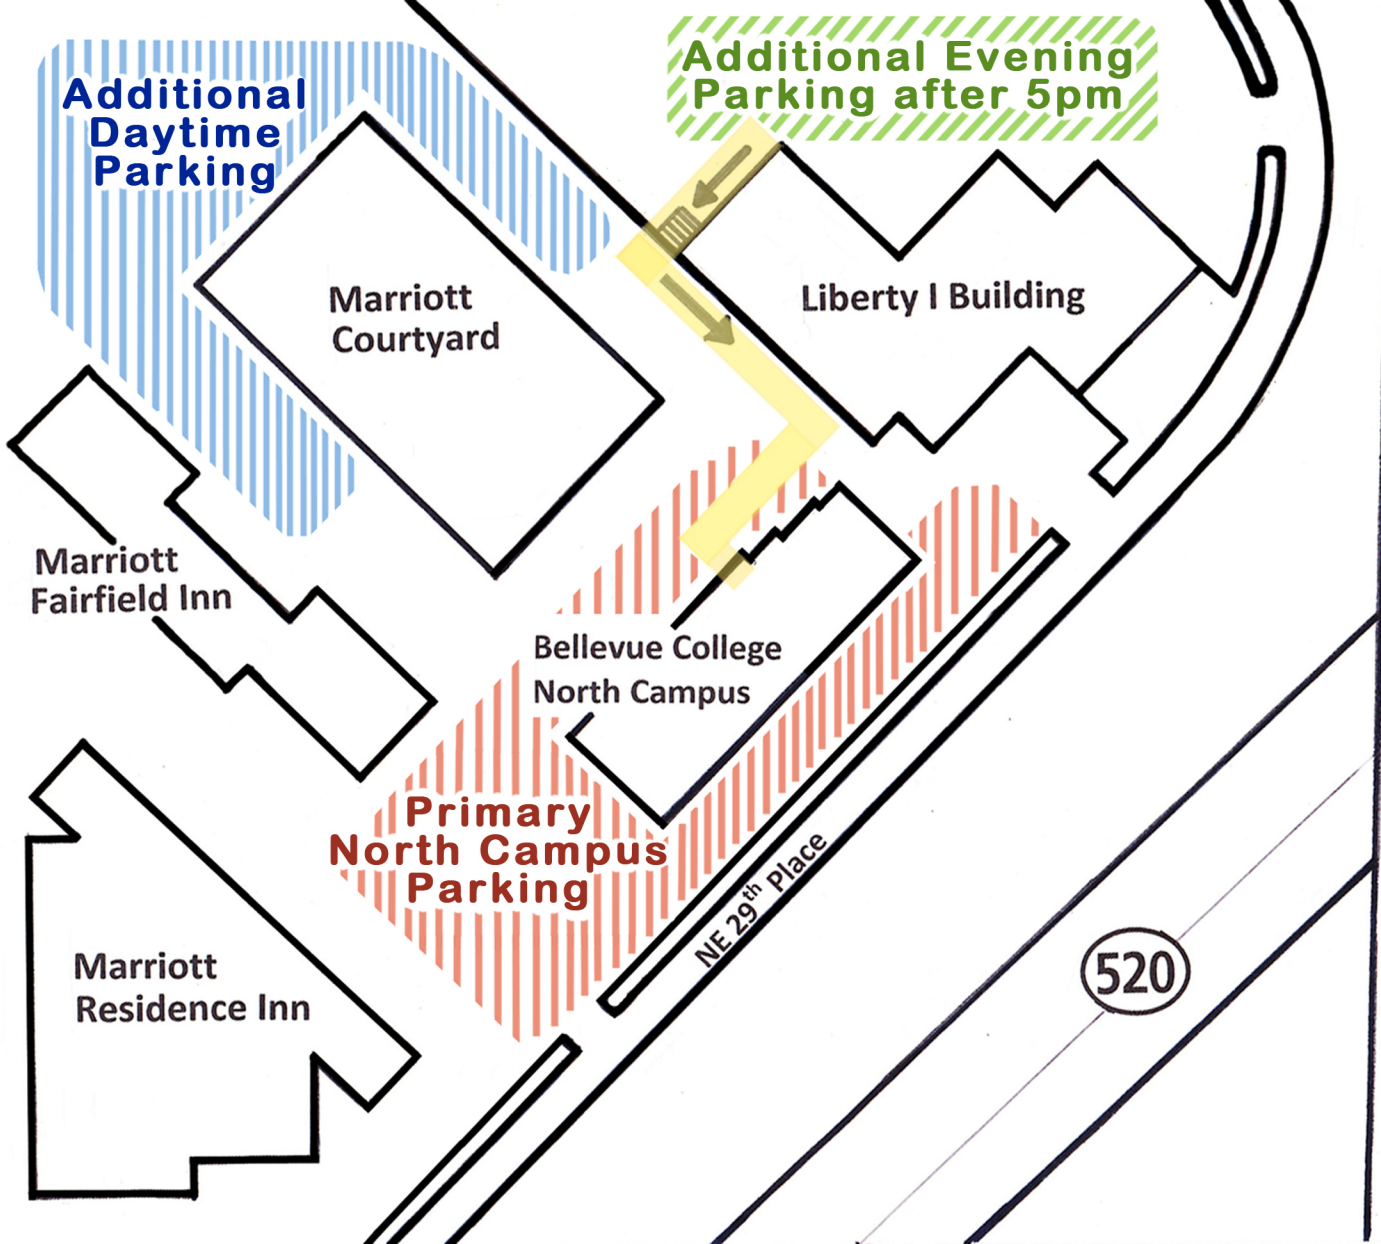 Additional Evening
Parking after 5pm
Additional
Daytime
Parking
Marriott
Courtyard
Liberty I Building
Marriott
Fairfield Inn
Bellevue College
North Campus
Primary
North Campus
Parking
NE 29th Place
Marriott
Residence Inn
520